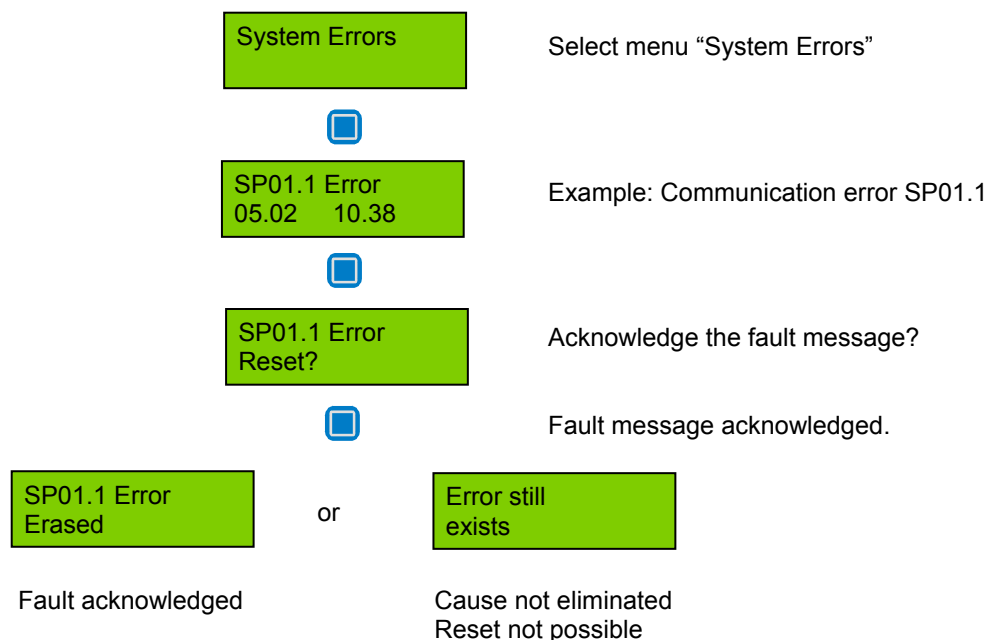 System Errors
Select menu “System Errors”
SP01.1 Error
05.02 10.38
Example: Communication error SP01.1
SP01.1 Error
Reset?
Acknowledge the fault message?
Fault message acknowledged.
SP01.1 Error
Erased
or
Error still
exists
Fault acknowledged
Cause not eliminated
Reset not possible